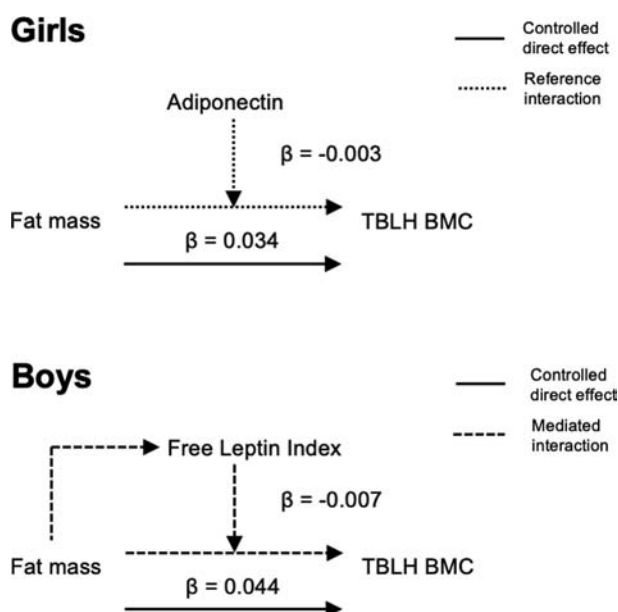 Girls
Controlled
direct effect
Reference
interaction
Adiponectin
β = -0.003
Fat mass
TBLH BMC
β = 0.034
Boys
Controlled
direct effect
Mediated
interaction
Free Leptin Index
β = -0.007
Fat mass
TBLH BMC
β = 0.044